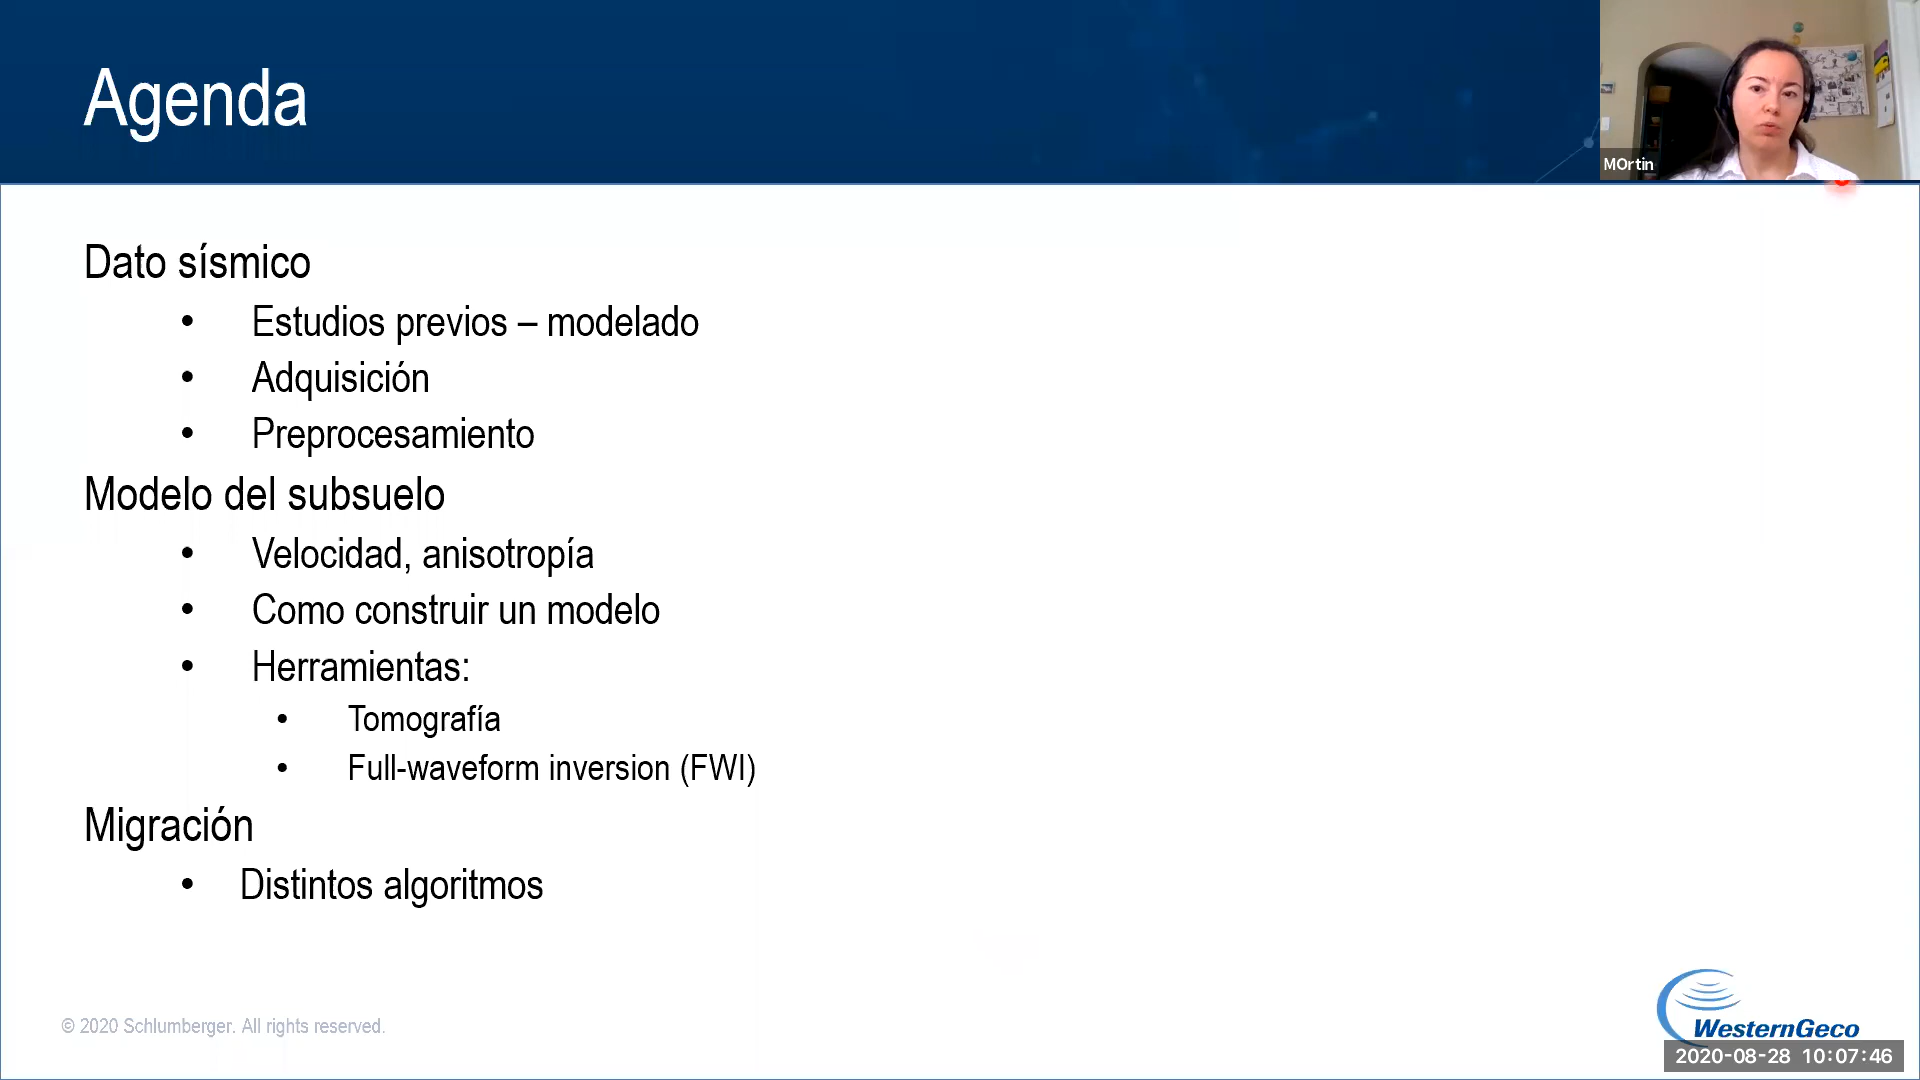 Agenda
MOrtin
Dato sísmico
• Estudios previos – modelado
• Adquisición
• Preprocesamiento
Modelo del subsuelo
• Velocidad, anisotropía
• Como construir un modelo
• Herramientas:
• Tomografía
• Full-waveform inversion (FWI)
Migración
• Distintos algoritmos
© 2020 Schlumberger. All rights reserved.
WesternGeco
2020-08-28 10:07:46